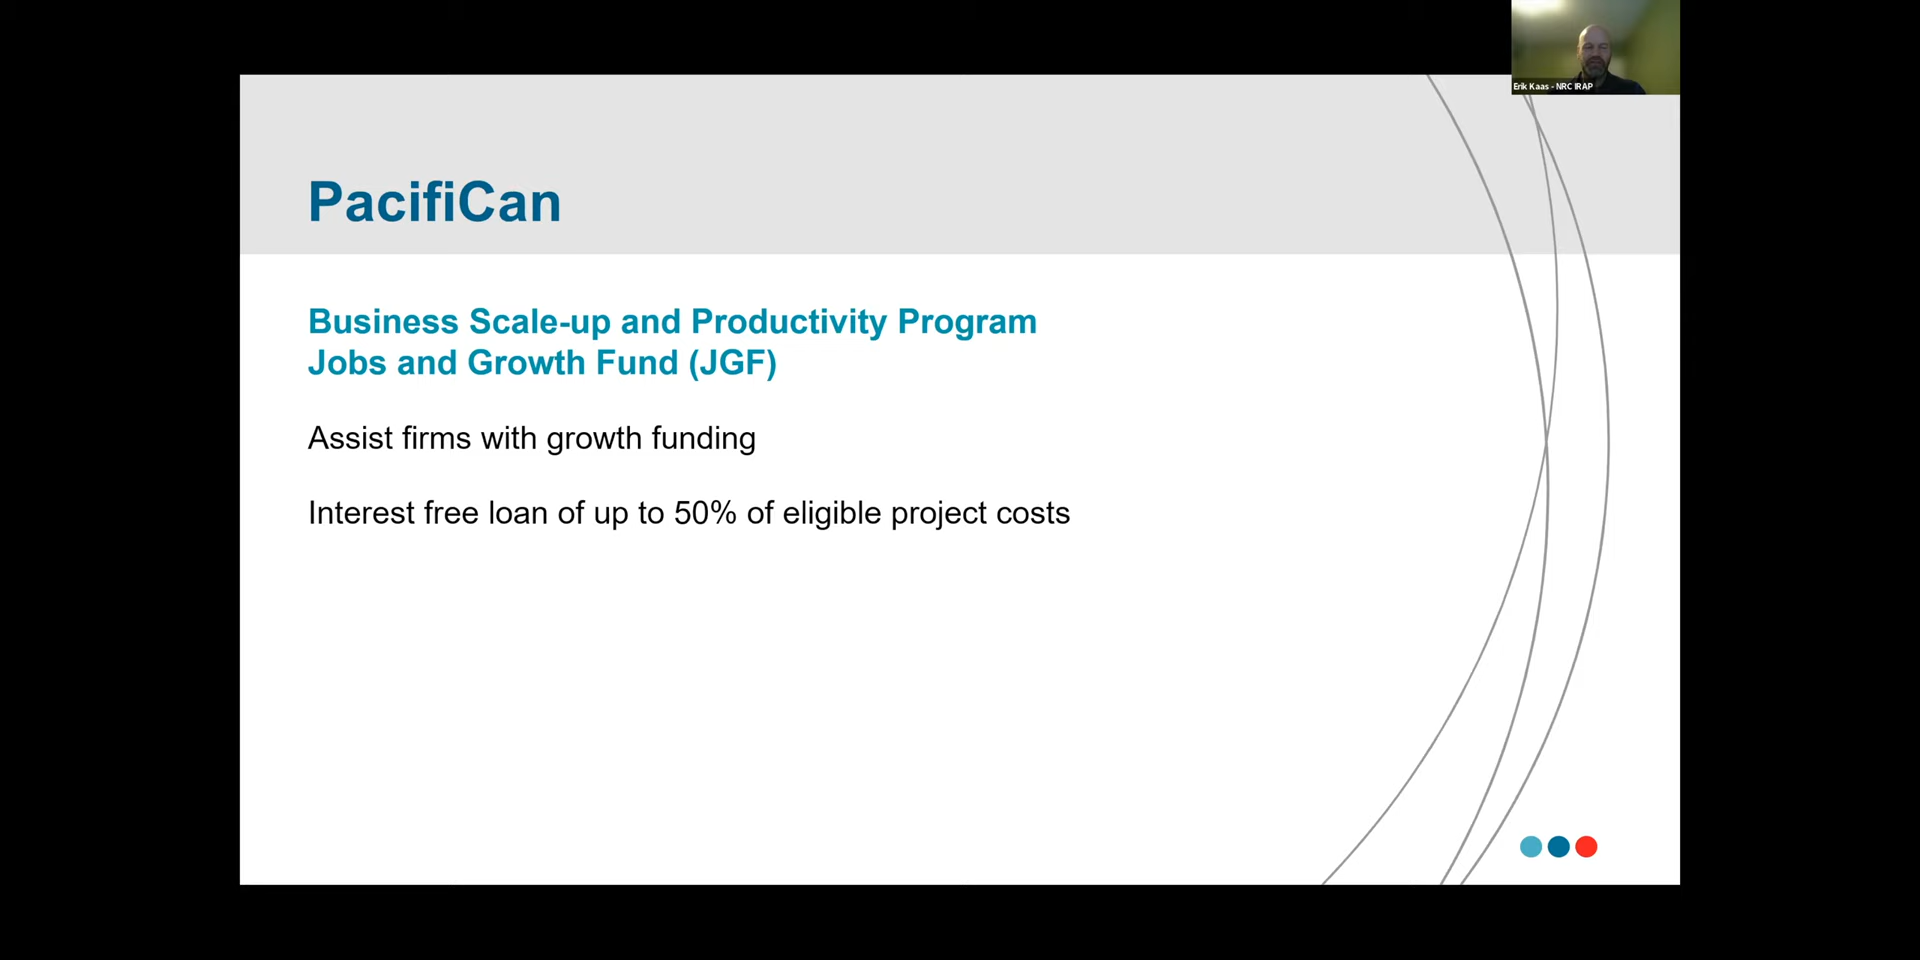 Erik Kaas - NRC IRAP
PacifiCan
Business Scale-up and Productivity Program
Jobs and Growth Fund (JGF)
Assist firms with growth funding
Interest free loan of up to 50% of eligible project costs